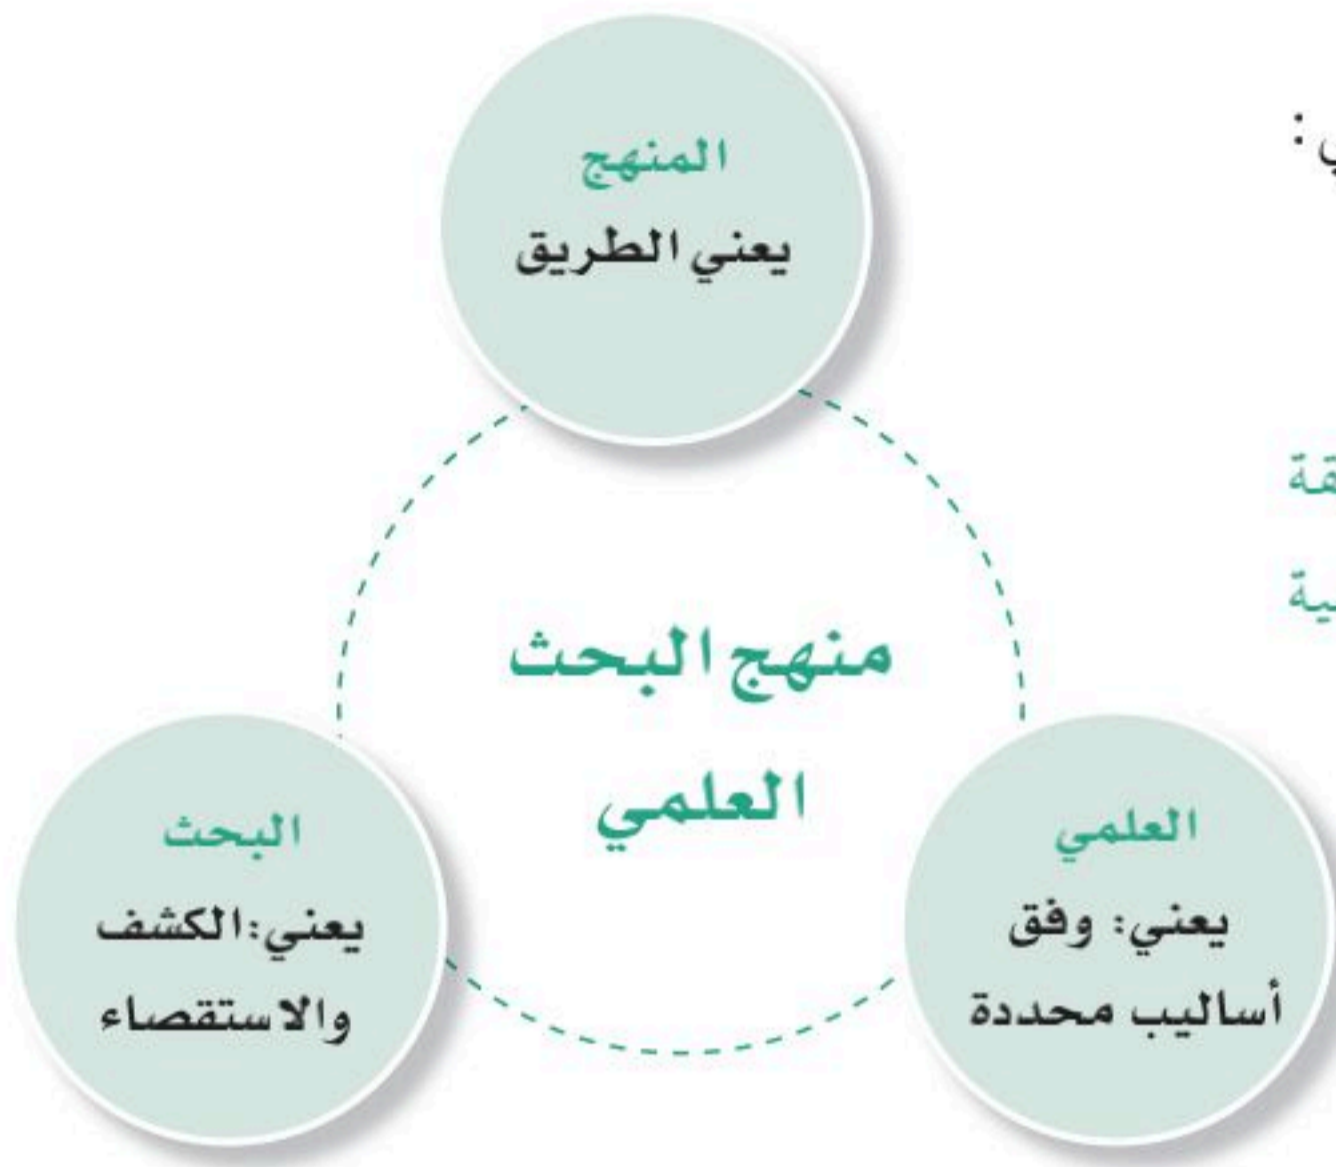 المنهج
يعني الطريق
منهج البحث
العلمي
العلمي
يعني: وفق
أساليب محددة
البحث
يعني:الكشف
والاستقصاء